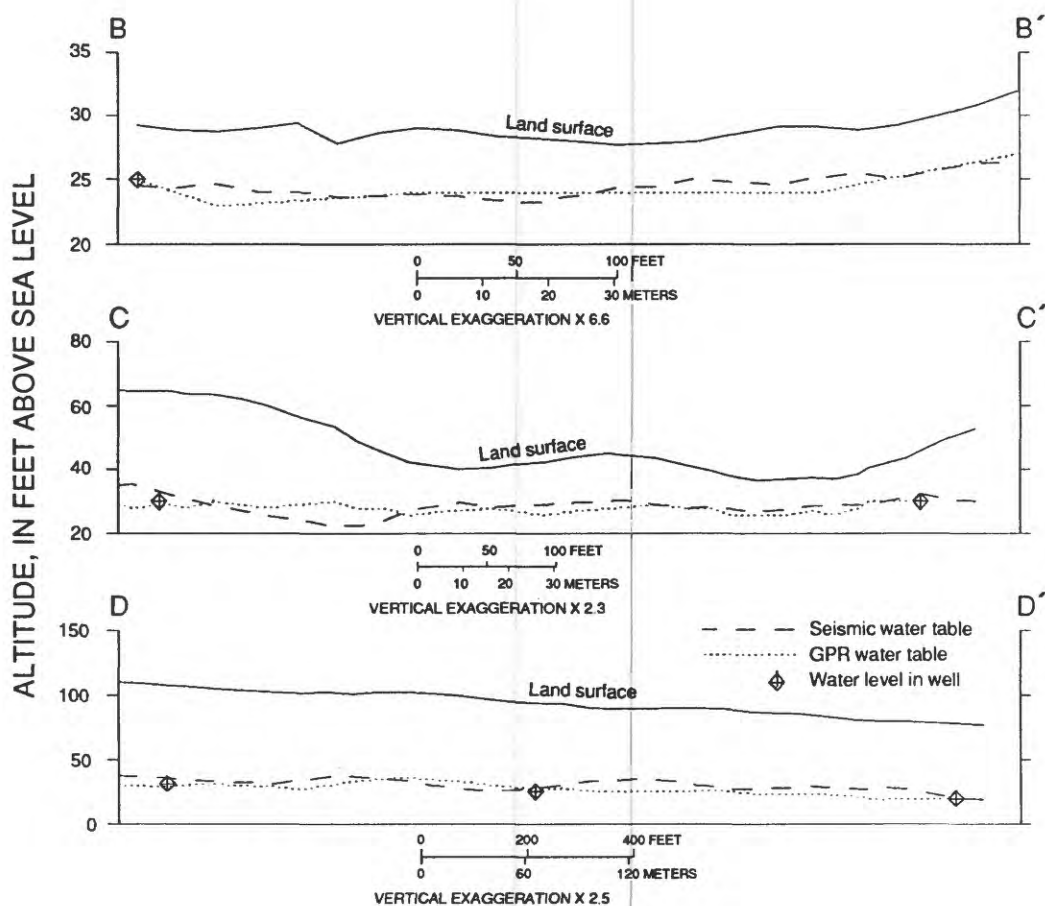 B B´
35
30
25
20
Land surface
0 50 100 FEET
0 10 20 30 METERS
VERTICAL EXAGGERATION X 6.6
ALTITUDE, IN FEET ABOVE SEA LEVEL
C C´
80
60
40
20
Land surface
0 50 100 FEET
0 10 20 30 METERS
VERTICAL EXAGGERATION X 2.3
D D´
150
100
50
0
Seismic water table
GPR water table
Water level in well
Land surface
0 200 400 FEET
0 60 120 METERS
VERTICAL EXAGGERATION X 2.5